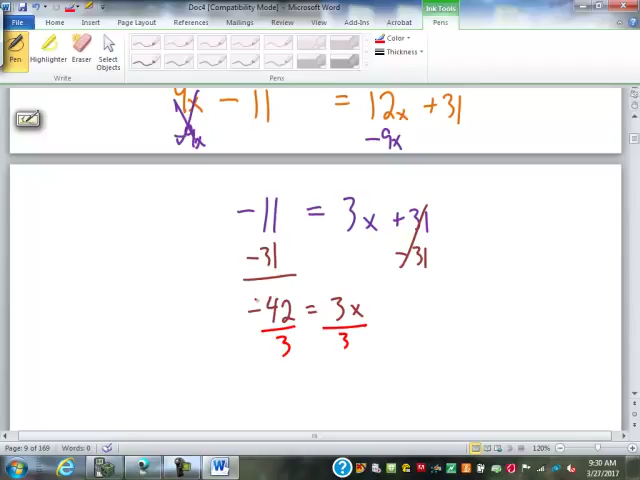 Doc4 [Compatibility Mode] - Microsoft Word
Ink Tools
File Home Insert Page Layout References Mailings Review View Add-Ins Acrobat Pens
Pen Highlighter Eraser Select Objects
Color
Thickness
Write Pens
9x - 11 = 12x + 31
-9x -9x
-11 = 3x + 31
-31 -31
-42 = 3x
3 3
Page: 9 of 169 Words: 0 120%
9:30 AM
3/27/2017